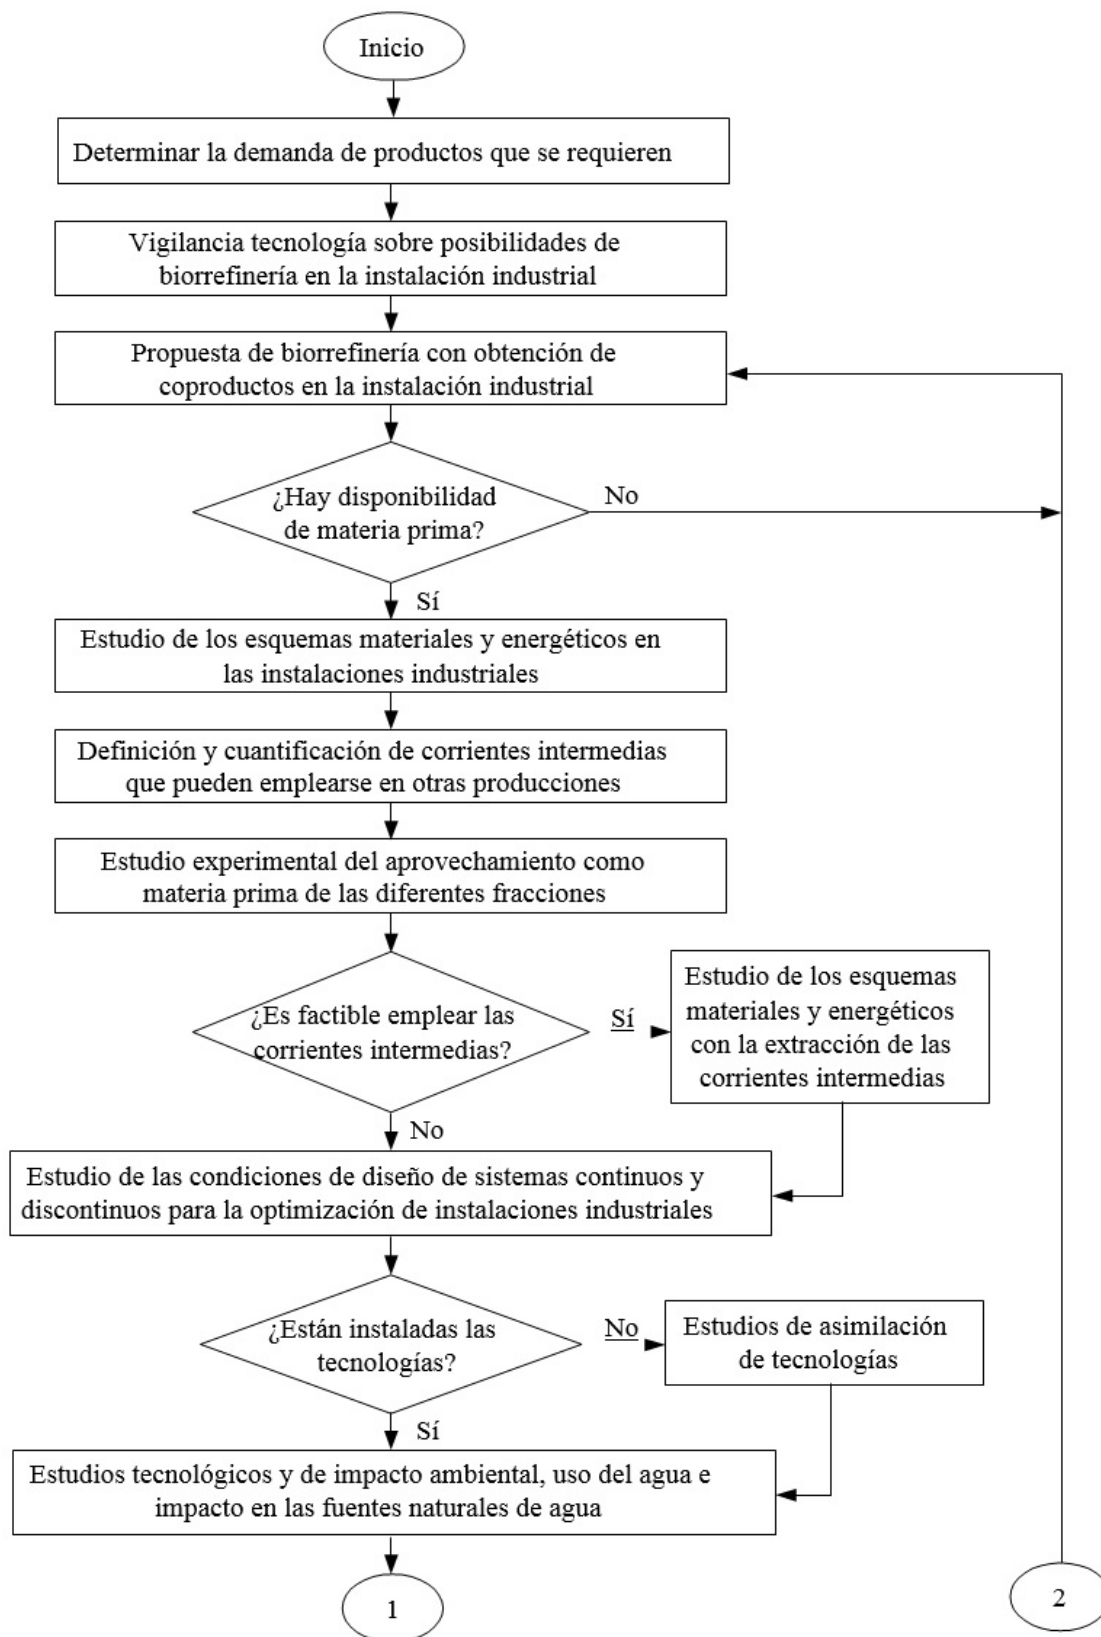 Inicio
Determinar la demanda de productos que se requieren
Vigilancia tecnología sobre posibilidades de
biorrefinería en la instalación industrial
Propuesta de biorrefinería con obtención de
coproductos en la instalación industrial
¿Hay disponibilidad
de materia prima?
No
Sí
Estudio de los esquemas materiales y energéticos en
las instalaciones industriales
Definición y cuantificación de corrientes intermedias
que pueden emplearse en otras producciones
Estudio experimental del aprovechamiento como
materia prima de las diferentes fracciones
¿Es factible emplear las
corrientes intermedias?
Sí
Estudio de los esquemas
materiales y energéticos
con la extracción de las
corrientes intermedias
No
Estudio de las condiciones de diseño de sistemas continuos y
discontinuos para la optimización de instalaciones industriales
¿Están instaladas las
tecnologías?
No
Estudios de asimilación
de tecnologías
Sí
Estudios tecnológicos y de impacto ambiental, uso del agua e
impacto en las fuentes naturales de agua
1
2